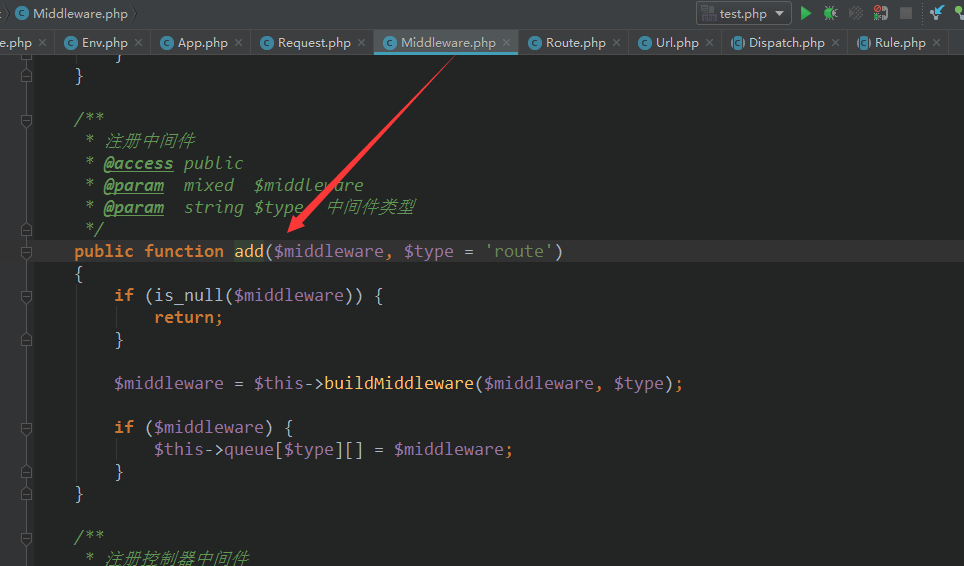 Middleware.php
test.php
e.php
Env.php
App.php
Request.php
Middleware.php
Route.php
Url.php
Dispatch.php
Rule.php
}
}
/**
* 注册中间件
* @access public
* @param  mixed  $middleware
* @param  string $type  中间件类型
*/
public function add($middleware, $type = 'route')
{
if (is_null($middleware)) {
return;
}
$middleware = $this->buildMiddleware($middleware, $type);
if ($middleware) {
$this->queue[$type][] = $middleware;
}
}
/**
* 注册控制器中间件